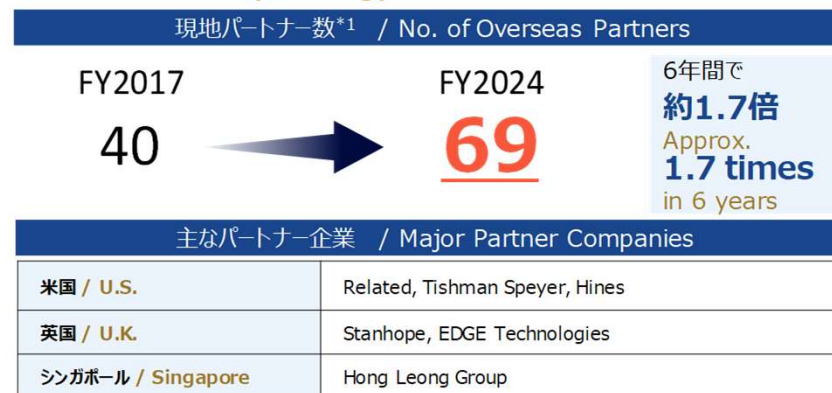 現地パートナー数*1 / No. of Overseas Partners
FY2017
40
FY2024
69
6年間で
約1.7倍
Approx.
1.7 times
in 6 years
主なパートナー企業 / Major Partner Companies
米国 / U.S. Related, Tishman Speyer, Hines
英国 / U.K. Stanhope, EDGE Technologies
シンガポール / Singapore Hong Leong Group